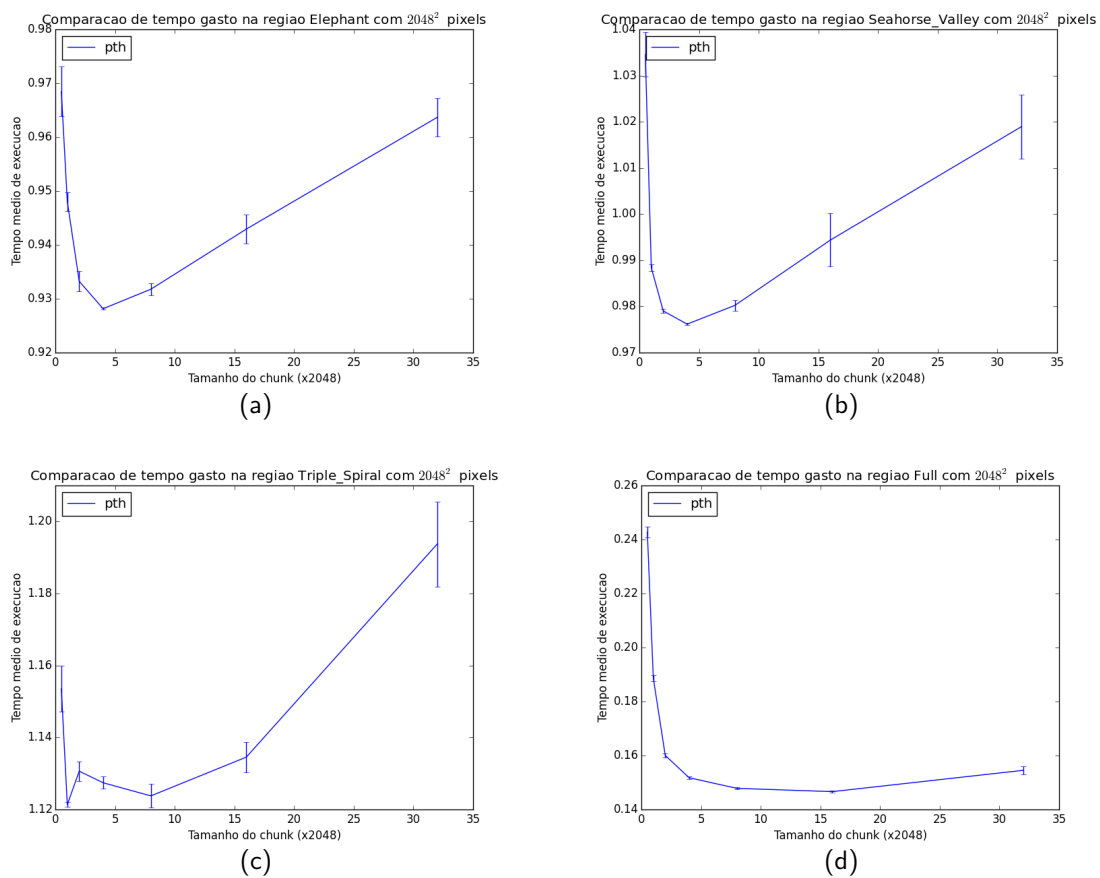 Comparacao de tempo gasto na regiao Elephant com 2048² pixels
pth
0.98
0.97
0.96
0.95
0.94
0.93
0.92
Tempo medio de execucao
0 5 10 15 20 25 30 35
Tamanho do chunk (x2048)
(a)
Comparacao de tempo gasto na regiao Seahorse_Valley com 2048² pixels
pth
1.04
1.03
1.02
1.01
1.00
0.99
0.98
0.97
Tempo medio de execucao
0 5 10 15 20 25 30 35
Tamanho do chunk (x2048)
(b)
Comparacao de tempo gasto na regiao Triple_Spiral com 2048² pixels
pth
1.20
1.18
1.16
1.14
1.12
Tempo medio de execucao
0 5 10 15 20 25 30 35
Tamanho do chunk (x2048)
(c)
Comparacao de tempo gasto na regiao Full com 2048² pixels
pth
0.26
0.24
0.22
0.20
0.18
0.16
0.14
Tempo medio de execucao
0 5 10 15 20 25 30 35
Tamanho do chunk (x2048)
(d)